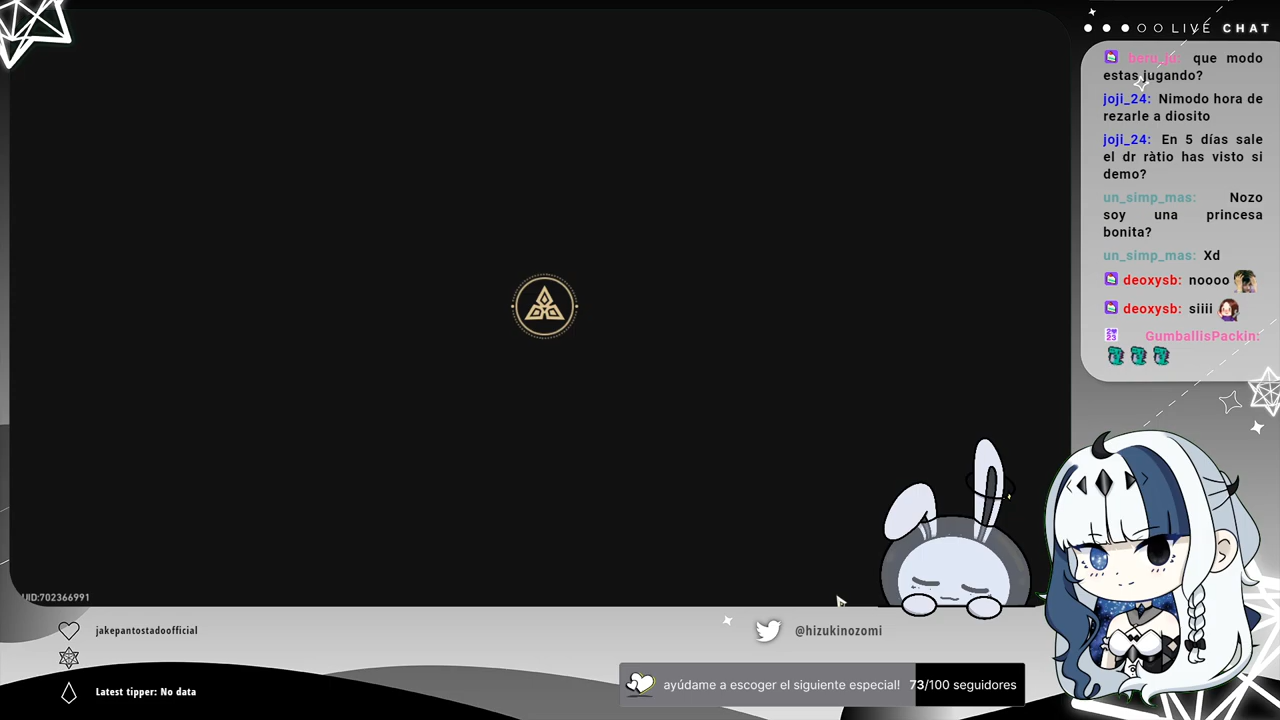 LIVE CHAT
beru_ju: que modo
estas jugando?
joji_24: Nimodo hora de
rezarle a diosito
joji_24: En 5 días sale
el dr ràtio has visto si
demo?
un_simp_mas: Nozo
soy una princesa
bonita?
un_simp_mas: Xd
deoxysb: noooo
deoxysb: siiii
GumballisPackin:
UID:702366991
jakepantostadoofficial
@hizukinozomi
Latest tipper: No data
ayúdame a escoger el siguiente especial! 73/100 seguidores